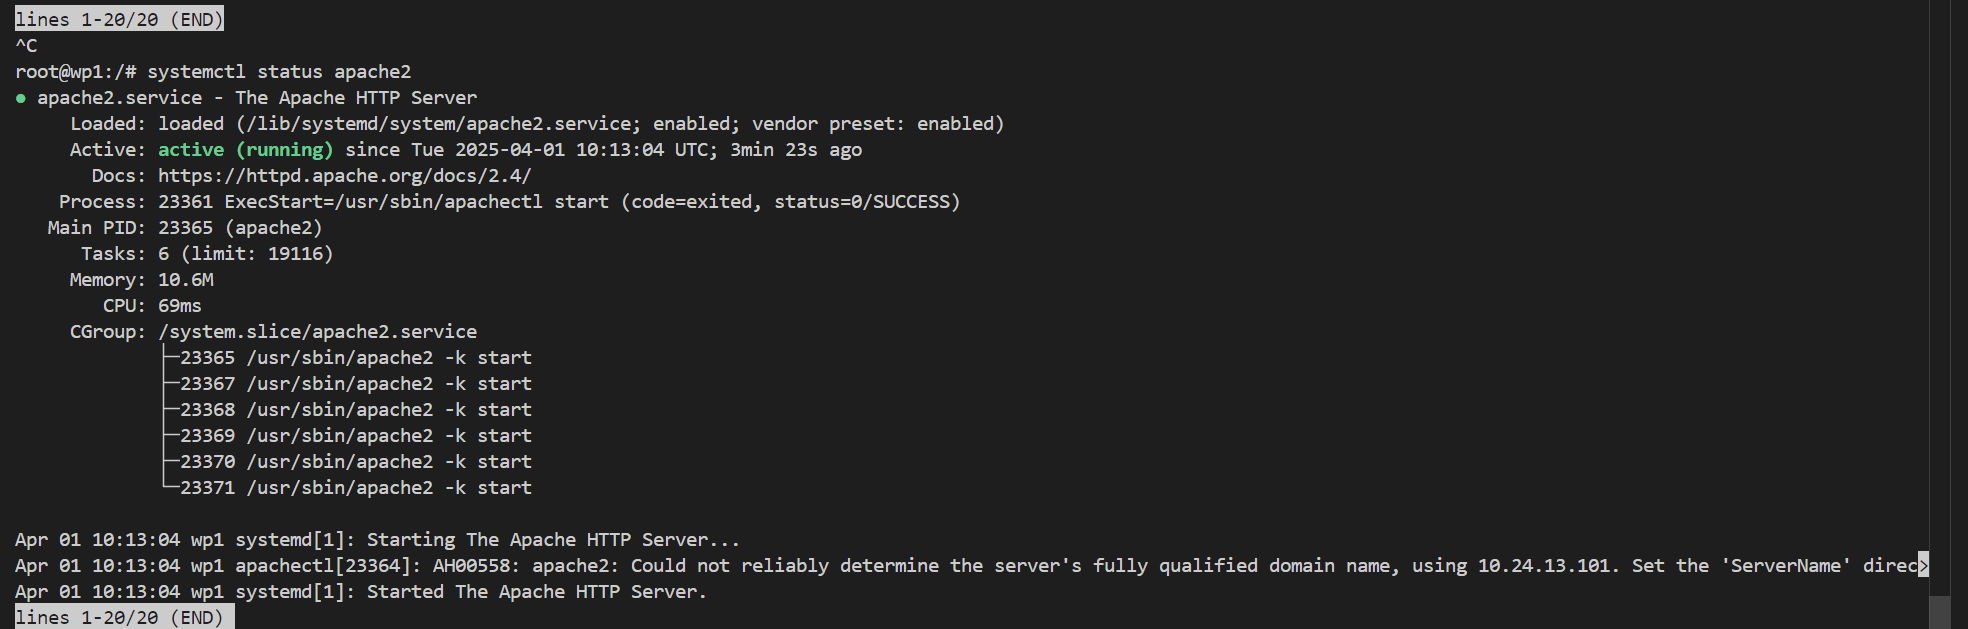 lines 1-20/20 (END)
^C
root@wp1:/# systemctl status apache2
● apache2.service - The Apache HTTP Server
     Loaded: loaded (/lib/systemd/system/apache2.service; enabled; vendor preset: enabled)
     Active: active (running) since Tue 2025-04-01 10:13:04 UTC; 3min 23s ago
       Docs: https://httpd.apache.org/docs/2.4/
    Process: 23361 ExecStart=/usr/sbin/apachectl start (code=exited, status=0/SUCCESS)
   Main PID: 23365 (apache2)
      Tasks: 6 (limit: 19116)
     Memory: 10.6M
        CPU: 69ms
     CGroup: /system.slice/apache2.service
             ├─23365 /usr/sbin/apache2 -k start
             ├─23367 /usr/sbin/apache2 -k start
             ├─23368 /usr/sbin/apache2 -k start
             ├─23369 /usr/sbin/apache2 -k start
             ├─23370 /usr/sbin/apache2 -k start
             └─23371 /usr/sbin/apache2 -k start
Apr 01 10:13:04 wp1 systemd[1]: Starting The Apache HTTP Server...
Apr 01 10:13:04 wp1 apachectl[23364]: AH00558: apache2: Could not reliably determine the server's fully qualified domain name, using 10.24.13.101. Set the 'ServerName' direc>
Apr 01 10:13:04 wp1 systemd[1]: Started The Apache HTTP Server.
lines 1-20/20 (END)